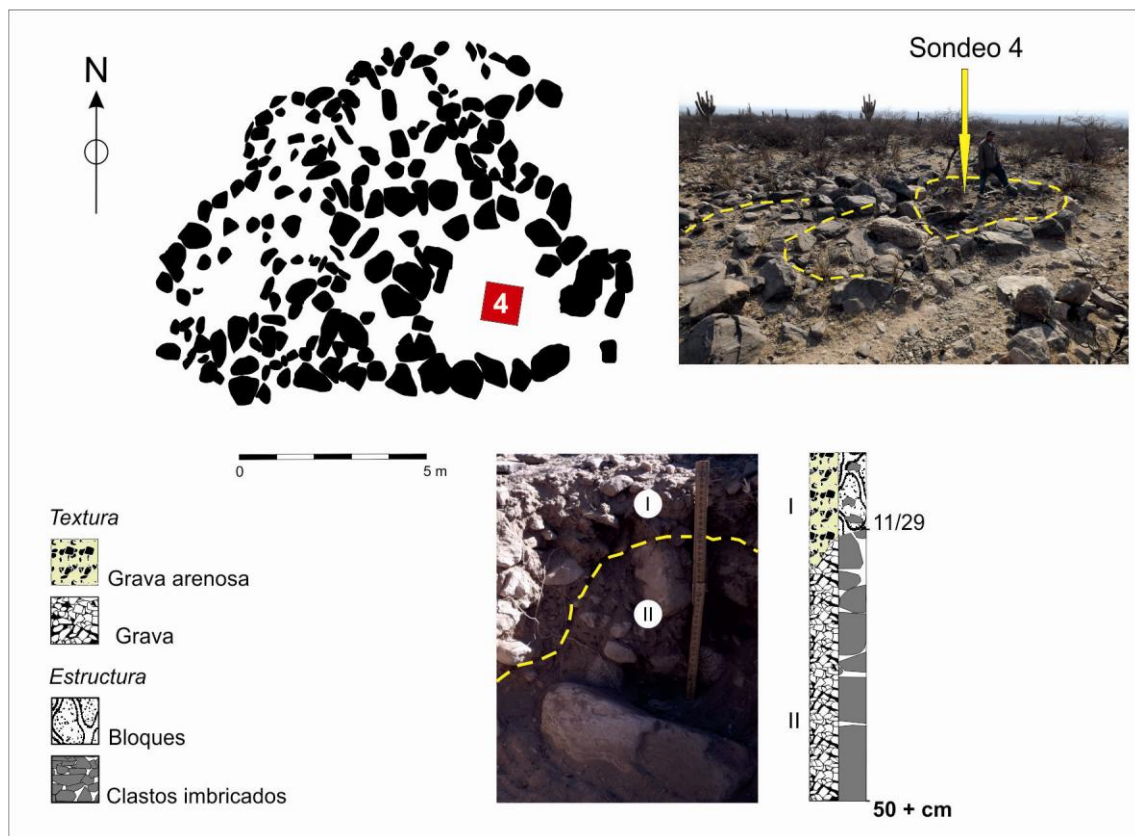 N
4
Sondeo 4
0
5 m
Textura
Grava arenosa
Grava
Estructura
Bloques
Clastos imbricados
I
II
I
11/29
II
50 + cm